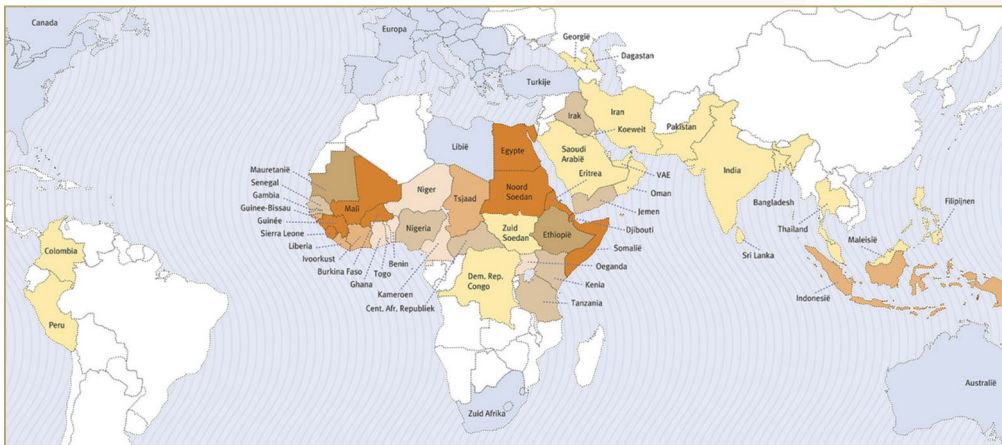 Canada
Europa
Georgië
Dagastan
Turkije
Irak
Iran
Koeweit
Pakistan
Libië
Egypte
Saoudi
Arabië
India
Mauretanië
Senegal
Gambia
Guinee-Bissau
Guinée
Sierra Leone
Liberia
Ivoorkust
Burkina Faso
Ghana
Togo
Benin
Kameroen
Cent. Afr. Republiek
Mali
Niger
Tsjaad
Noord
Soedan
Eritrea
VAE
Oman
Jemen
Djibouti
Somalië
Nigeria
Zuid
Soedan
Ethiopië
Oeganda
Kenia
Tanzania
Dem. Rep.
Congo
Bangladesh
Thailand
Sri Lanka
Maleisië
Filipijnen
Indonesië
Colombia
Peru
Zuid Afrika
Australië